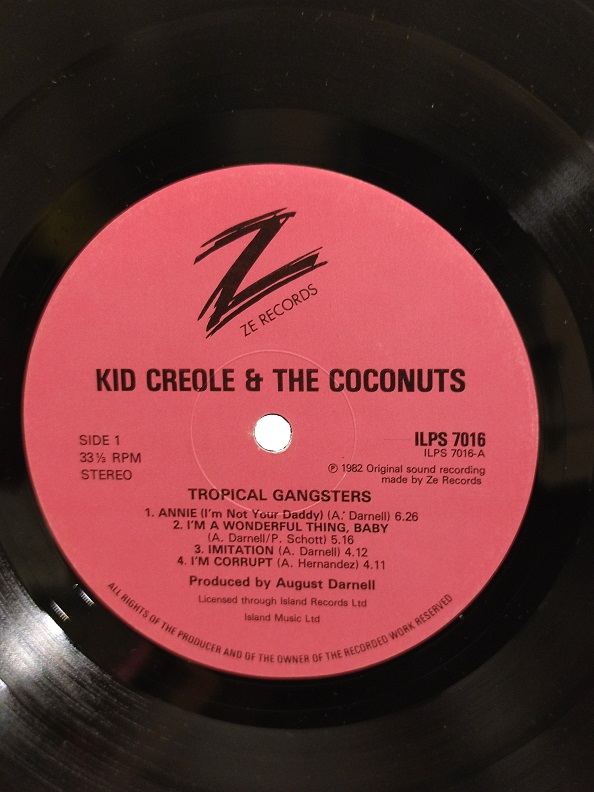 Z
ZE RECORDS
KID CREOLE & THE COCONUTS
SIDE 1
33⅓ RPM
STEREO
ILPS 7016
ILPS 7016-A
℗ 1982 Original sound recording
made by Ze Records
TROPICAL GANGSTERS
1. ANNIE (I'm Not Your Daddy) (A. Darnell) 6.26
2. I'M A WONDERFUL THING, BABY
(A. Darnell/P. Schott) 5.16
3. IMITATION (A. Darnell) 4.12
4. I'M CORRUPT (A. Hernandez) 4.11
Produced by August Darnell
Licensed through Island Records Ltd
Island Music Ltd
ALL RIGHTS OF THE PRODUCER AND OF THE OWNER OF THE RECORDED WORK RESERVED